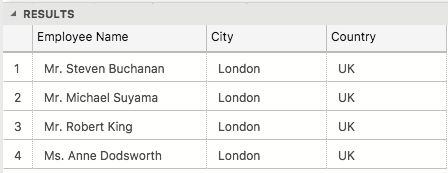 RESULTS
Employee Name City Country
1 Mr. Steven Buchanan London UK
2 Mr. Michael Suyama London UK
3 Mr. Robert King London UK
4 Ms. Anne Dodsworth London UK